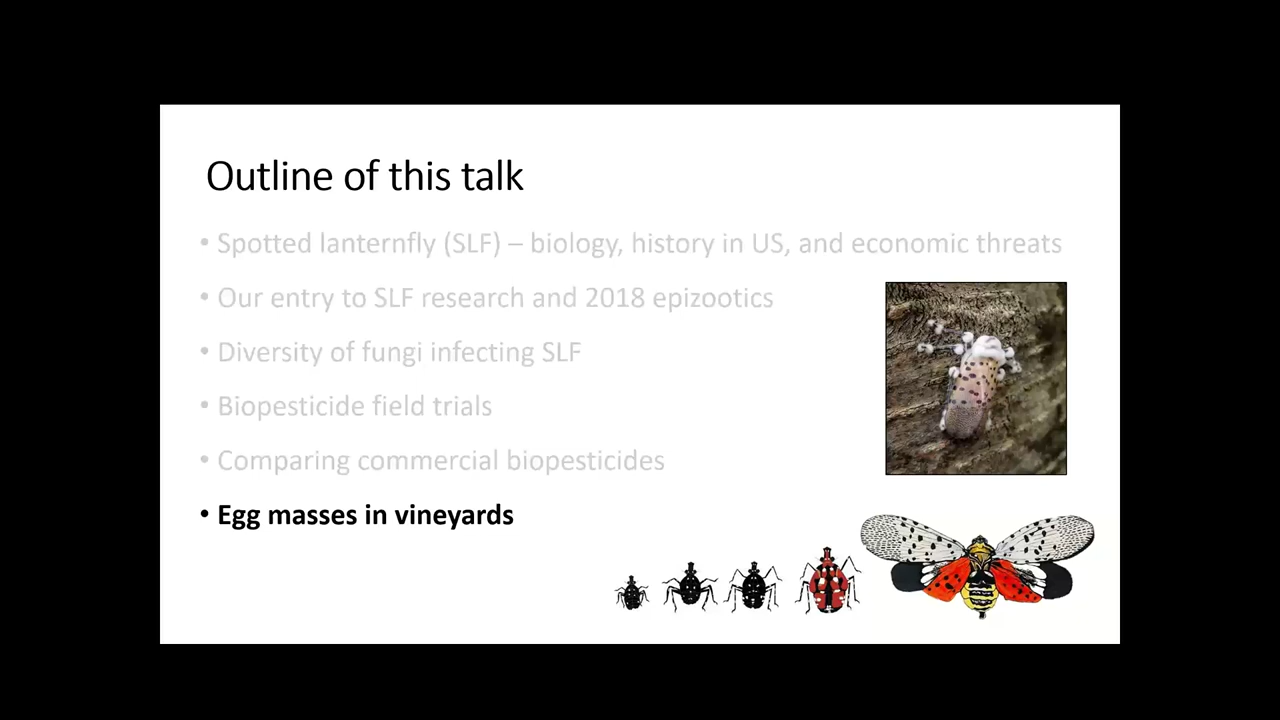 Outline of this talk
• Spotted lanternfly (SLF) – biology, history in US, and economic threats
• Our entry to SLF research and 2018 epizootics
• Diversity of fungi infecting SLF
• Biopesticide field trials
• Comparing commercial biopesticides
• Egg masses in vineyards